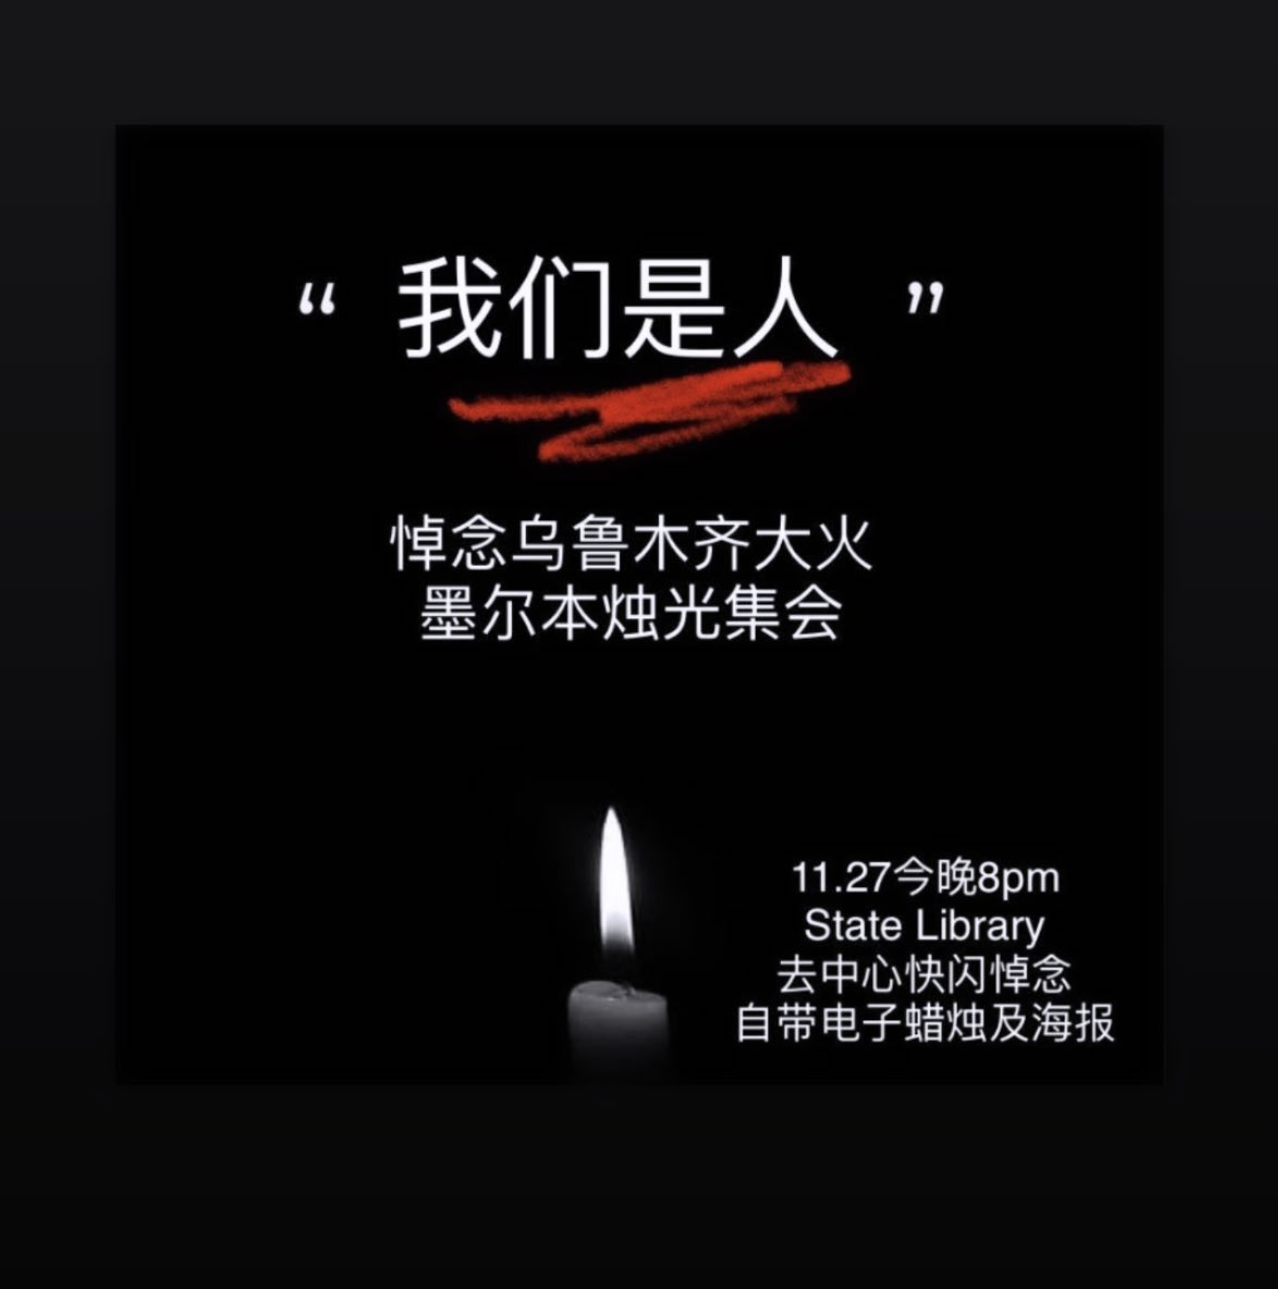 “ 我们是人 ”
悼念乌鲁木齐大火
墨尔本烛光集会
11.27今晚8pm
State Library
去中心快闪悼念
自带电子蜡烛及海报